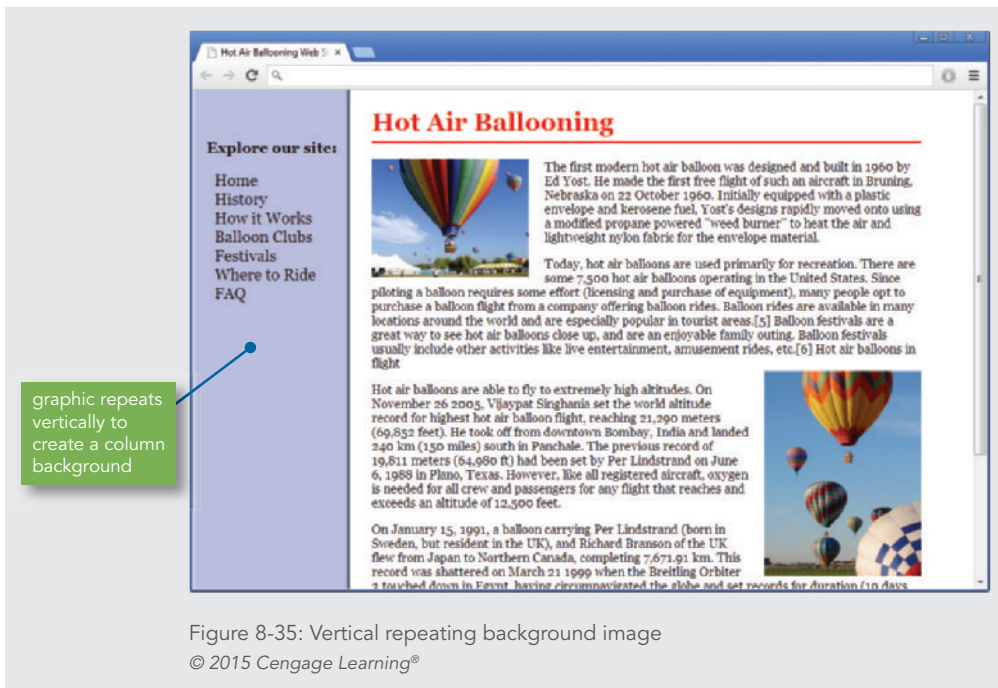 Hot Air Ballooning Web S
Explore our site:
Home
History
How it Works
Balloon Clubs
Festivals
Where to Ride
FAQ
Hot Air Ballooning
The first modern hot air balloon was designed and built in 1960 by
Ed Yost. He made the first free flight of such an aircraft in Bruning,
Nebraska on 22 October 1960. Initially equipped with a plastic
envelope and kerosene fuel, Yost's designs rapidly moved onto using
a modified propane powered "weed burner" to heat the air and
lightweight nylon fabric for the envelope material.
Today, hot air balloons are used primarily for recreation. There are
some 7,500 hot air balloons operating in the United States. Since
piloting a balloon requires some effort (licensing and purchase of equipment), many people opt to
purchase a balloon flight from a company offering balloon rides. Balloon rides are available in many
locations around the world and are especially popular in tourist areas.[5] Balloon festivals are a
great way to see hot air balloons close up, and are an enjoyable family outing. Balloon festivals
usually include other activities like live entertainment, amusement rides, etc.[6] Hot air balloons in
flight
Hot air balloons are able to fly to extremely high altitudes. On
November 26 2005, Vijaypat Singhania set the world altitude
record for highest hot air balloon flight, reaching 21,290 meters
(69,852 feet). He took off from downtown Bombay, India and landed
240 km (150 miles) south in Panchale. The previous record of
19,811 meters (64,980 ft) had been set by Per Lindstrand on June
6, 1988 in Plano, Texas. However, like all registered aircraft, oxygen
is needed for all crew and passengers for any flight that reaches and
exceeds an altitude of 12,500 feet.
On January 15, 1991, a balloon carrying Per Lindstrand (born in
Sweden, but resident in the UK), and Richard Branson of the UK
flew from Japan to Northern Canada, completing 7,671.91 km. This
record was shattered on March 21 1999 when the Breitling Orbiter
3 touched down in Egypt, having circumnavigated the globe and set records for duration (19 days,
graphic repeats
vertically to
create a column
background
Figure 8-35: Vertical repeating background image
© 2015 Cengage Learning®